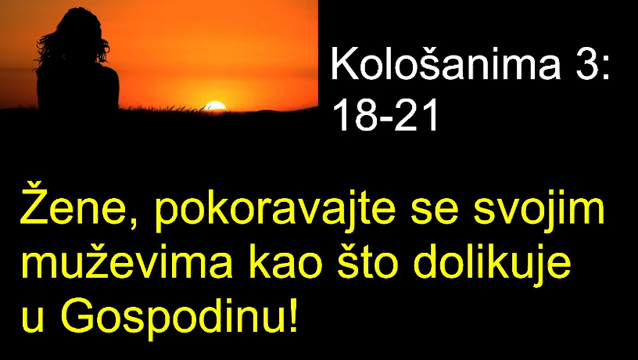 Kološanima 3:
18-21
Žene, pokoravajte se svojim
muževima kao što dolikuje
u Gospodinu!